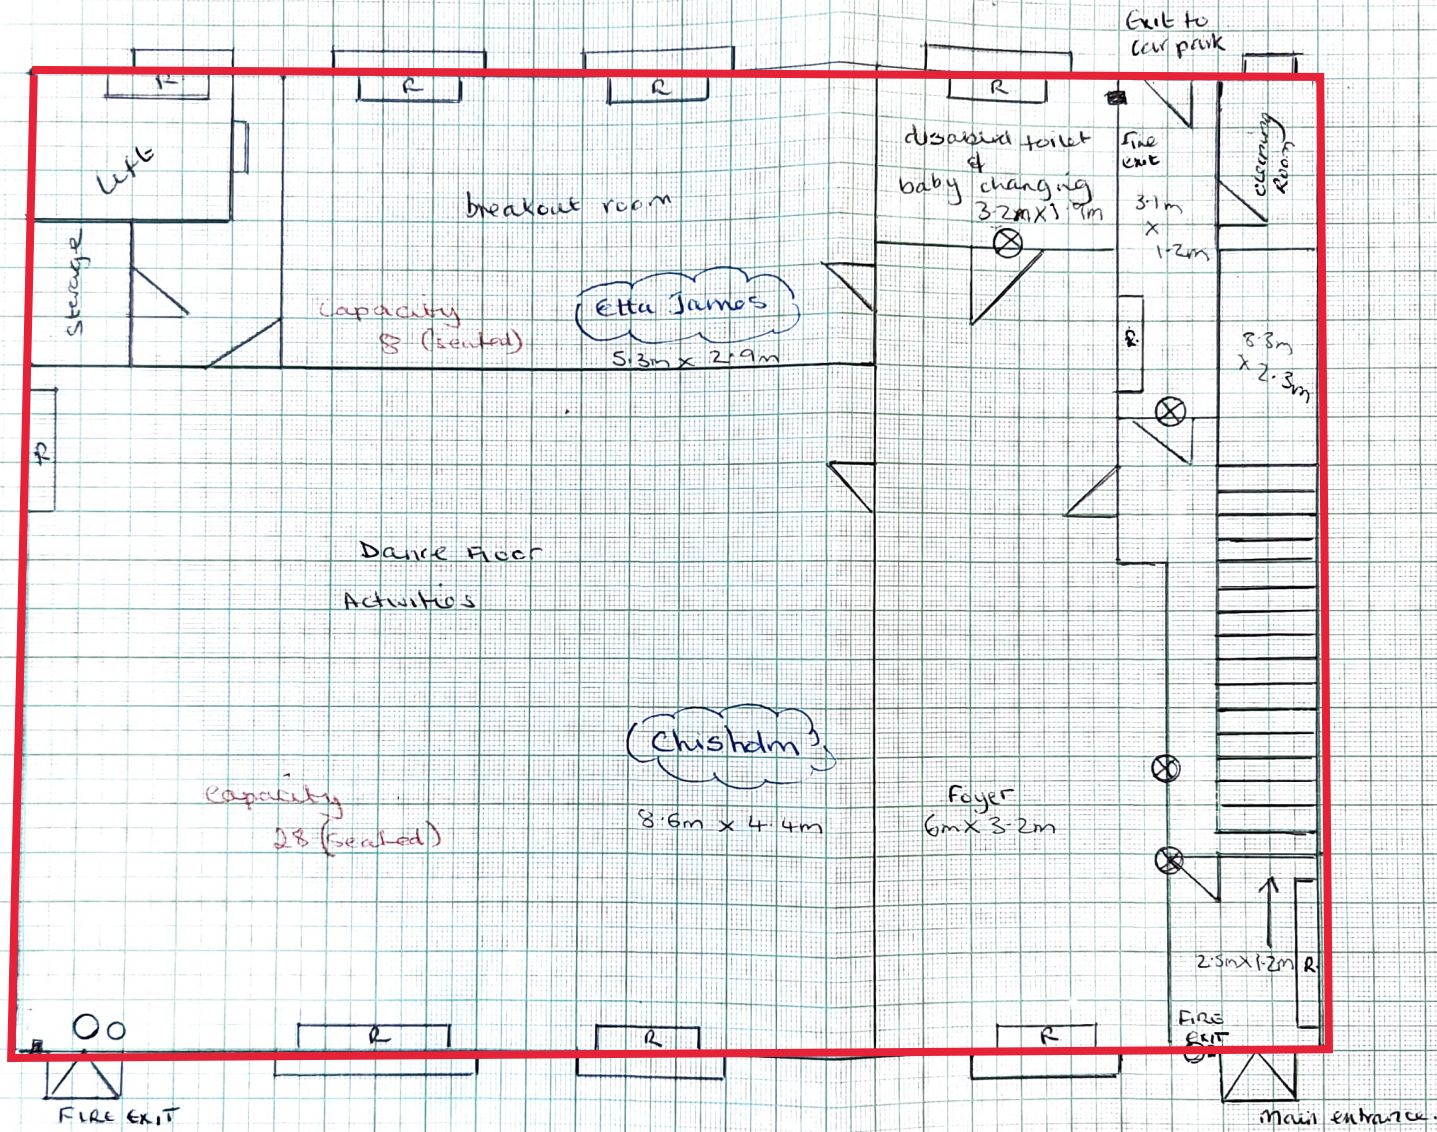 Exit to
car park
R
R
R
R
Lift
disabled toilet
&
baby changing
3.2m x 1.9m
Fire
exit
3.1m
x
1.2m
Cleaning
Room
breakout room
Storage
Capacity
8 (seated)
Etta James
5.3m x 2.9m
R
8.3m
x 2.3m
R
Dance Floor
Activities
Chisholm
8.6m x 4.4m
Capacity
28 (seated)
Foyer
6m x 3.2m
2.5m x 1.2m
R
R
R
R
FIRE
EXIT
FIRE EXIT
Main entrance.